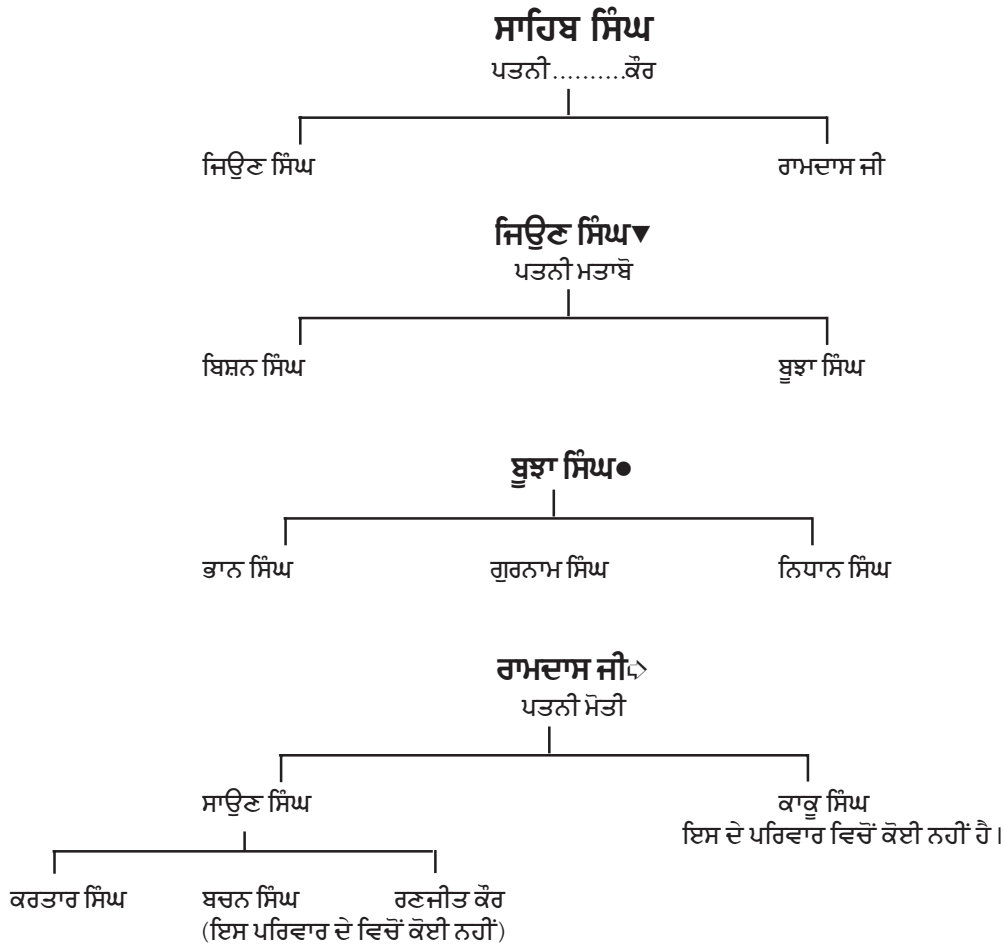 ਸਾਹਿਬ ਸਿੰਘ
ਪਤਨੀ..........ਕੌਰ
ਜਿਉਣ ਸਿੰਘ ਰਾਮਦਾਸ ਜੀ
ਜਿਉਣ ਸਿੰਘ▼
ਪਤਨੀ ਮਤਾਬੋ
ਬਿਸ਼ਨ ਸਿੰਘ ਬੂਝਾ ਸਿੰਘ
ਬੂਝਾ ਸਿੰਘ●
ਭਾਨ ਸਿੰਘ ਗੁਰਨਾਮ ਸਿੰਘ ਨਿਧਾਨ ਸਿੰਘ
ਰਾਮਦਾਸ ਜੀ➪
ਪਤਨੀ ਮੋਤੀ
ਸਾਉਣ ਸਿੰਘ ਕਾਕੂ ਸਿੰਘ
ਇਸ ਦੇ ਪਰਿਵਾਰ ਵਿਚੋਂ ਕੋਈ ਨਹੀਂ ਹੈ।
ਕਰਤਾਰ ਸਿੰਘ ਬਚਨ ਸਿੰਘ ਰਣਜੀਤ ਕੌਰ
(ਇਸ ਪਰਿਵਾਰ ਦੇ ਵਿਚੋਂ ਕੋਈ ਨਹੀਂ)